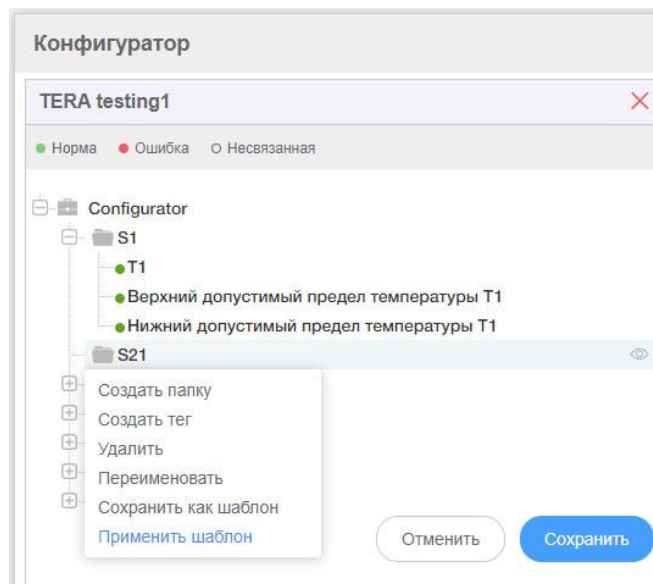 Конфигуратор
TERA testing1
Норма Ошибка Несвязанная
Configurator
S1
T1
Верхний допустимый предел температуры T1
Нижний допустимый предел температуры T1
S21
Создать папку
Создать тег
Удалить
Переименовать
Сохранить как шаблон
Применить шаблон
Отменить Сохранить